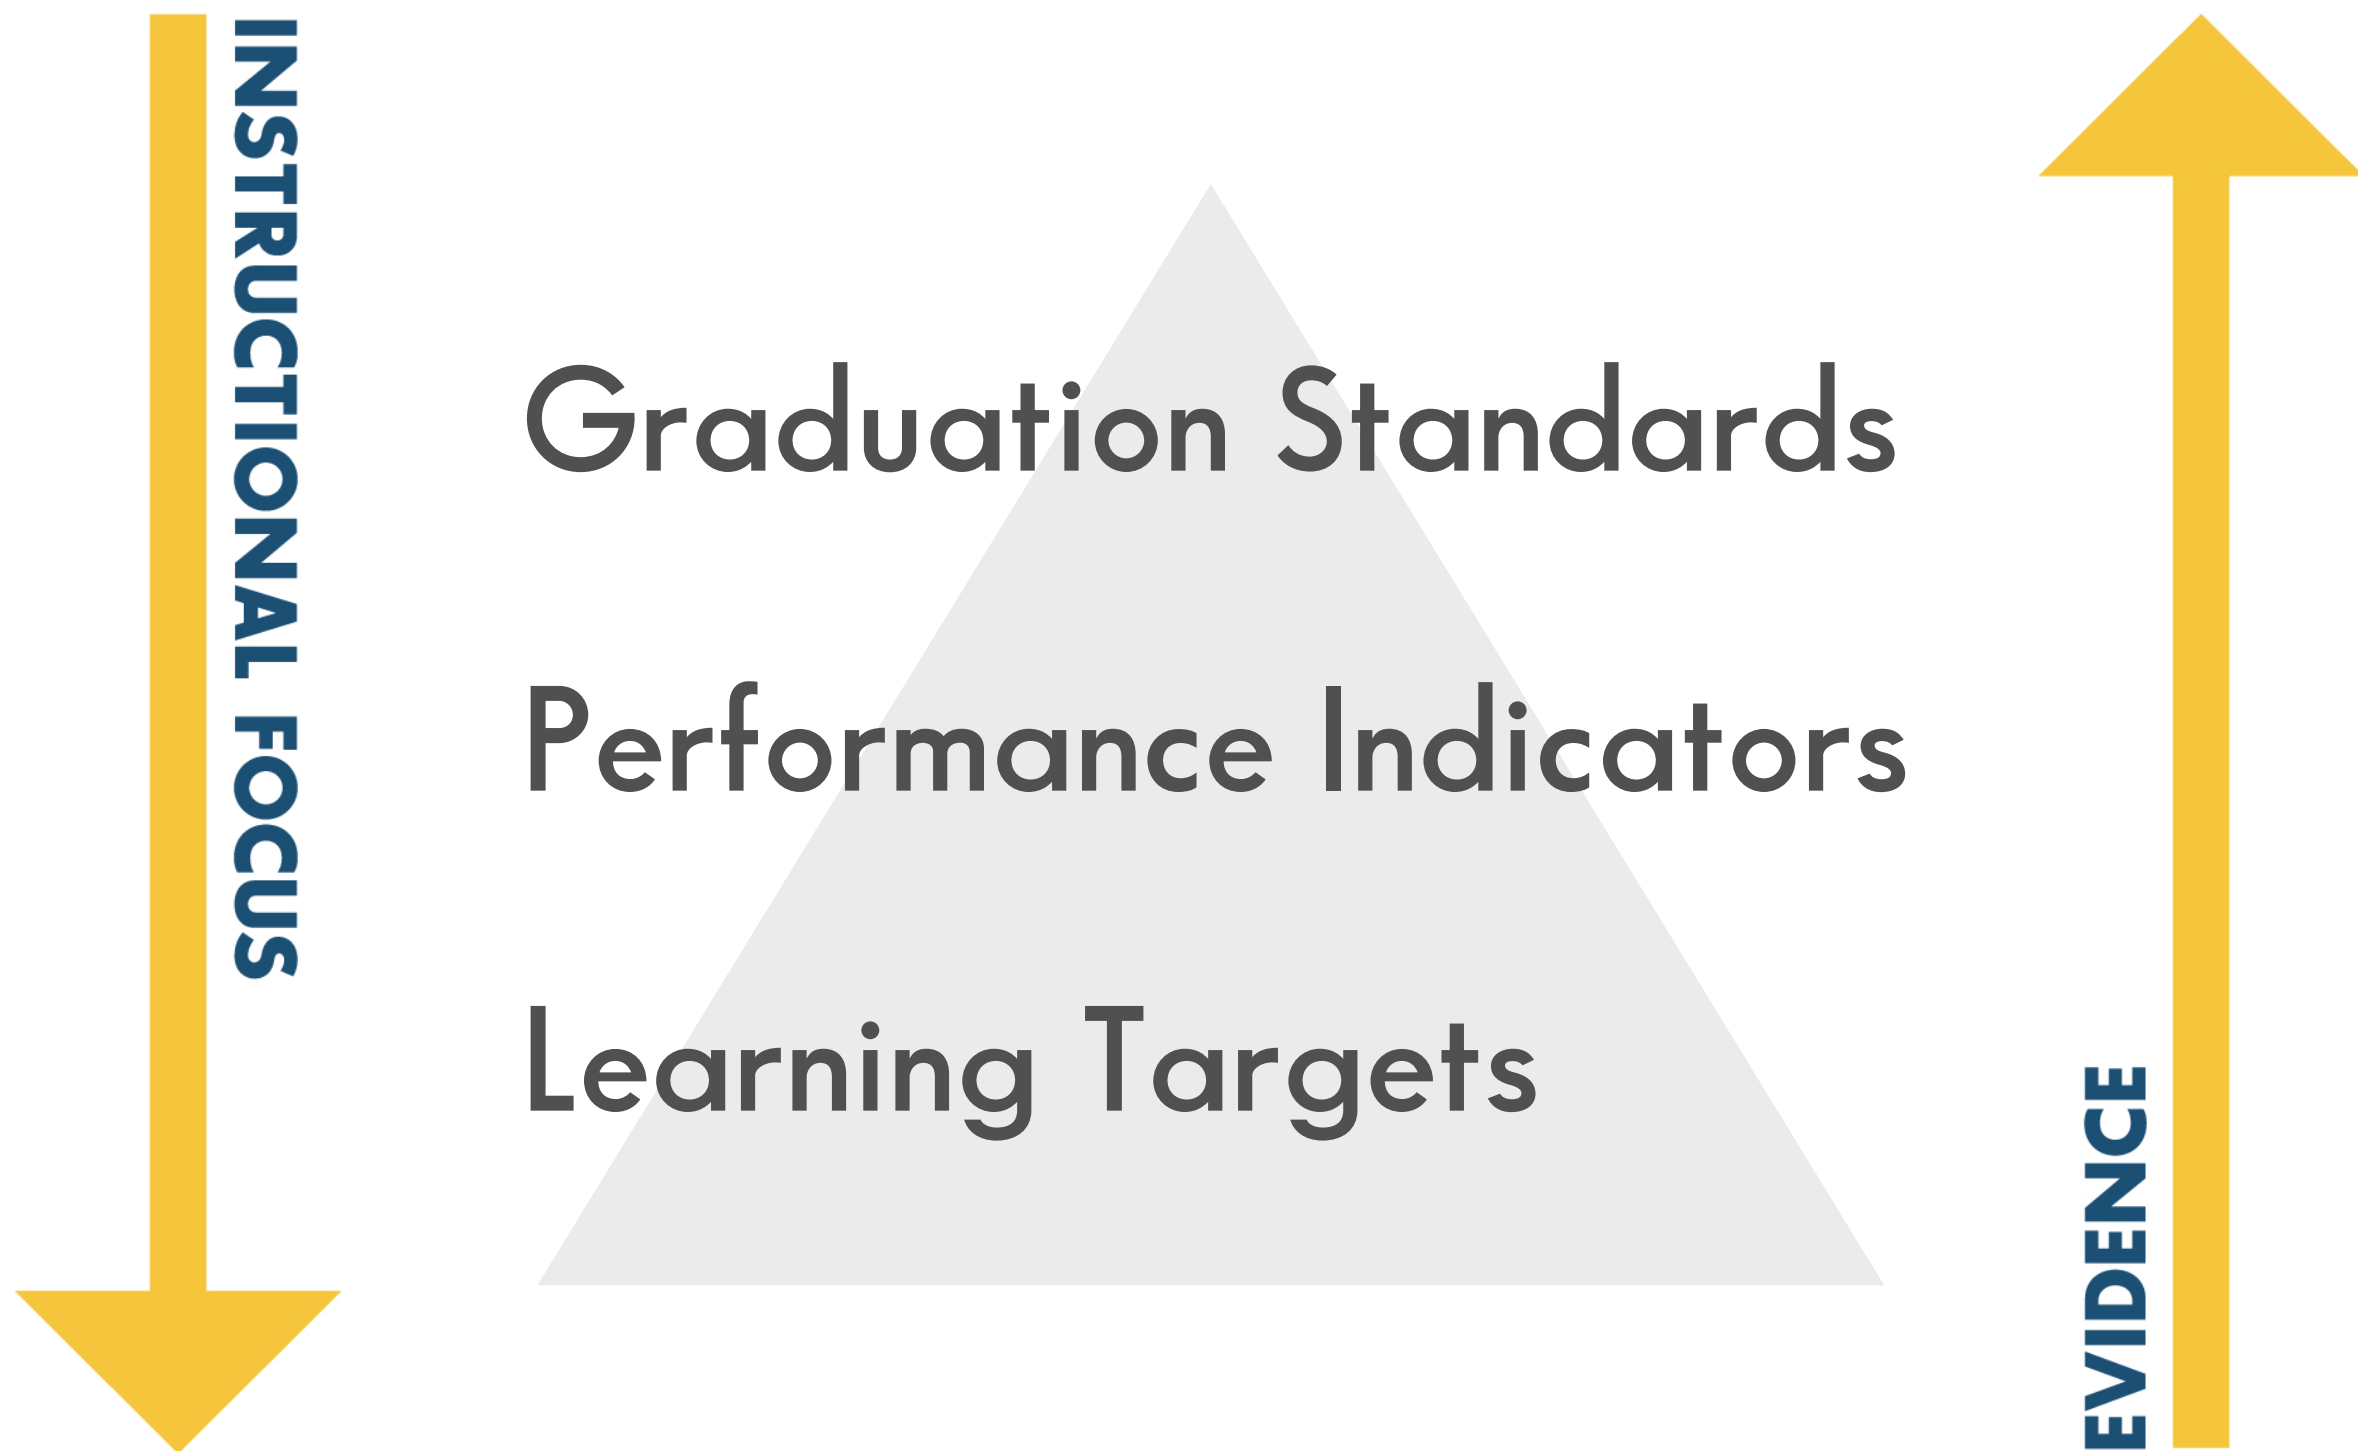 INSTRUCTIONAL FOCUS
Graduation Standards
Performance Indicators
Learning Targets
EVIDENCE